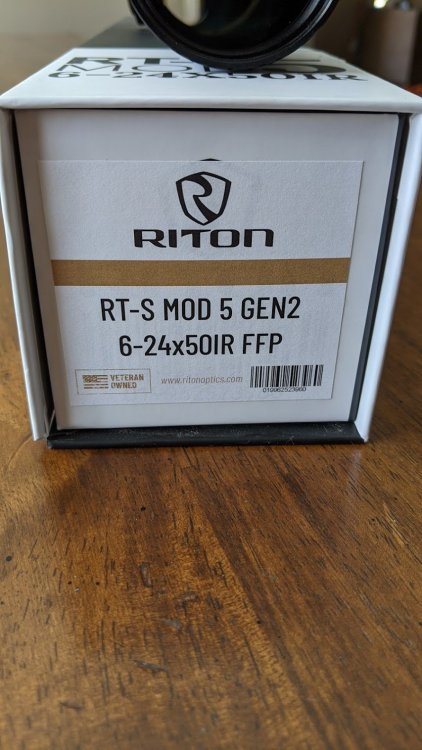 6-24x50IR
RITON
RT-S MOD 5 GEN2
6-24x50IR FFP
VETERAN
OWNED
www.ritonoptics.com